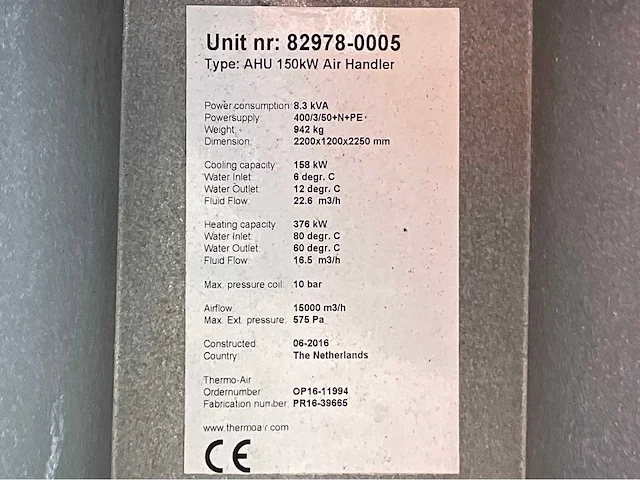 Unit nr: 82978-0005
Type: AHU 150kW Air Handler
Power consumption: 8.3 kVA
Powersupply: 400/3/50+N+PE
Weight: 942 kg
Dimension: 2200x1200x2250 mm
Cooling capacity: 158 kW
Water Inlet: 6 degr. C
Water Outlet: 12 degr. C
Fluid Flow: 22.6 m3/h
Heating capacity: 376 kW
Water Inlet: 80 degr. C
Water Outlet: 60 degr. C
Fluid Flow: 16.5 m3/h
Max. pressure coil: 10 bar
Airflow: 15000 m3/h
Max. Ext. pressure: 575 Pa
Constructed: 06-2016
Country: The Netherlands
Thermo-Air
Ordernumber: OP16-11994
Fabrication number: PR16-39665
www.thermoair.com
CE